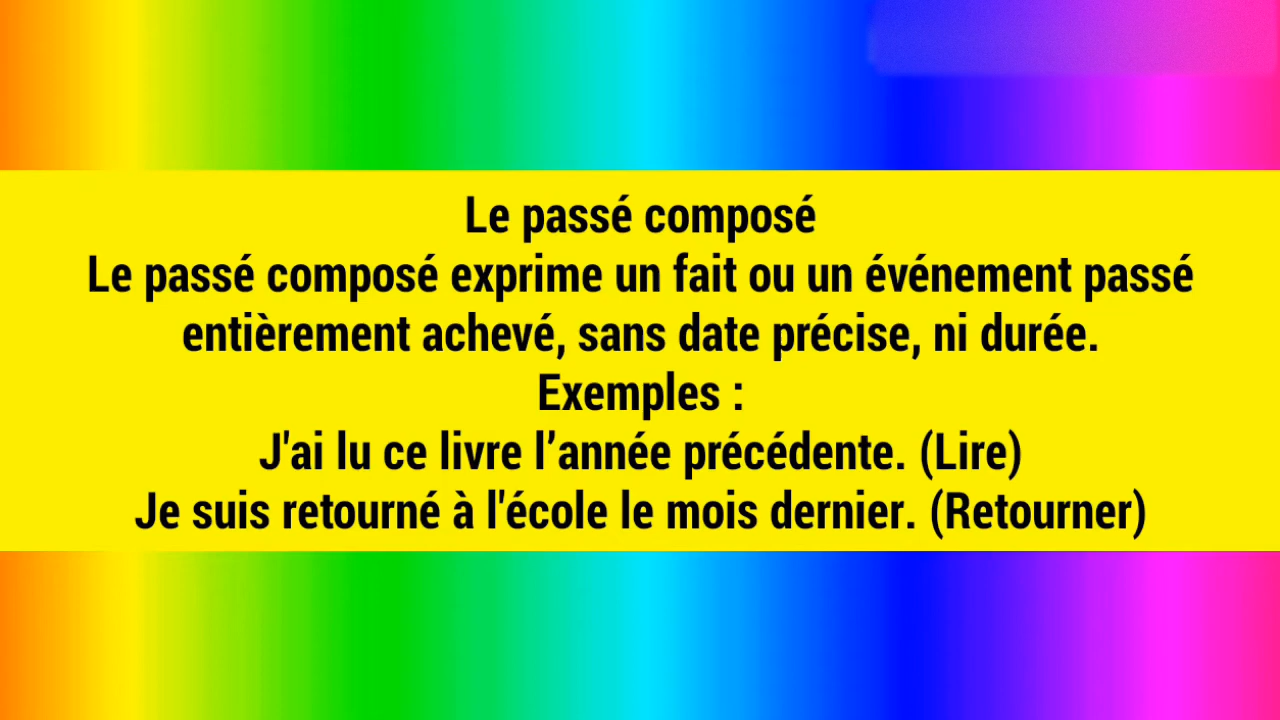 Le passé composé
Le passé composé exprime un fait ou un événement passé
entièrement achevé, sans date précise, ni durée.
Exemples :
J'ai lu ce livre l’année précédente. (Lire)
Je suis retourné à l'école le mois dernier. (Retourner)